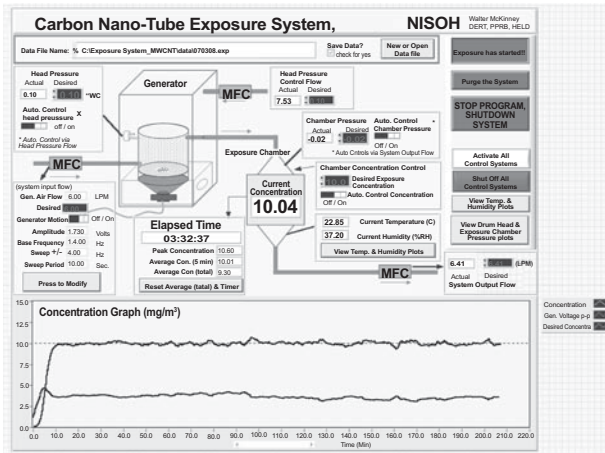 Carbon Nano-Tube Exposure System,
NISOH
Walter McKinney
DERT, PPRB, HELD
Data File Name: % C:\Exposure System_MWCNT\data\070308.exp
Save Data?
check for yes
New or Open
Data file
Exposure has started!!
Head Pressure
Actual Desired
0.10 0.10 "WC
Auto. Control
head preussure X
off / on
* Auto. Control via
Head Pressure Flow
MFC
Generator
MFC
Head Pressure
Control Flow
Actual Desired
7.53
Purge the System
STOP PROGRAM,
SHUTDOWN
SYSTEM
Chamber Pressure
Actual Desired
-0.02
Auto. Control
Chamber Pressure
Off / On
* Auto Cntrols via System Output Flow
Exposure Chamber
Current
Concentration
10.04
Chamber Concentration Control
10.0 Desired Exposure
Concentration
Auto. Control Concentration
Off / On
Activate All
Control Systems
Shut Off All
Control Systems
View Temp. &
Humidity Plots
View Drum Head &
Exposure Chamber
Pressure plots
(system input flow)
Gen. Air Flow 6.00 LPM
Desired
Generator Motion Off / On
Amplitude 1.730 Volts
Base Frequency 1.4.00 Hz
Sweep +/- 4.00 Hz
Sweep Period 10.00 Sec.
Press to Modify
Elapsed Time
03:32:37
Peak Concentration 10.60
Average Con. (5 min) 10.01
Average Con (total) 9.30
Reset Average (tatal) & Timer
22.85 Current Temperature (C)
37.20 Current Humidity (%RH)
View Temp. & Humidity Plots
MFC
6.41 (LPM)
Actual Desired
System Output Flow
Concentration Graph (mg/m³)
15.0
12.5
10.0
7.5
5.0
2.5
0.0
0.0 10.0 20.0 30.0 40.0 50.0 60.0 70.0 80.0 90.0 100.0 110.0 120.0 130.0 140.0 150.0 160.0 170.0 180.0 190.0 200.0 210.0 220.0
Time (Min)
Concentration
Gen. Voltage p-p
Desired Concentra